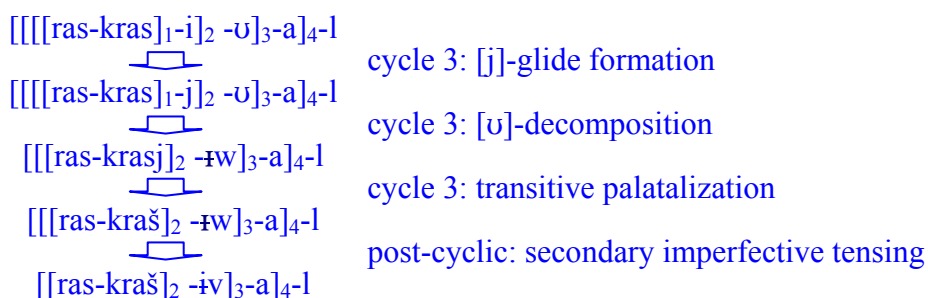 [[[[ras-kras]₁-i]₂ -ʊ]₃-a]₄-l
cycle 3: [j]-glide formation
[[[[ras-kras]₁-j]₂ -ʊ]₃-a]₄-l
cycle 3: [ʊ]-decomposition
[[[ras-krasj]₂ -ᵻw]₃-a]₄-l
cycle 3: transitive palatalization
[[[ras-kraš]₂ -ᵻw]₃-a]₄-l
post-cyclic: secondary imperfective tensing
[[ras-kraš]₂ -ɨv]₃-a]₄-l